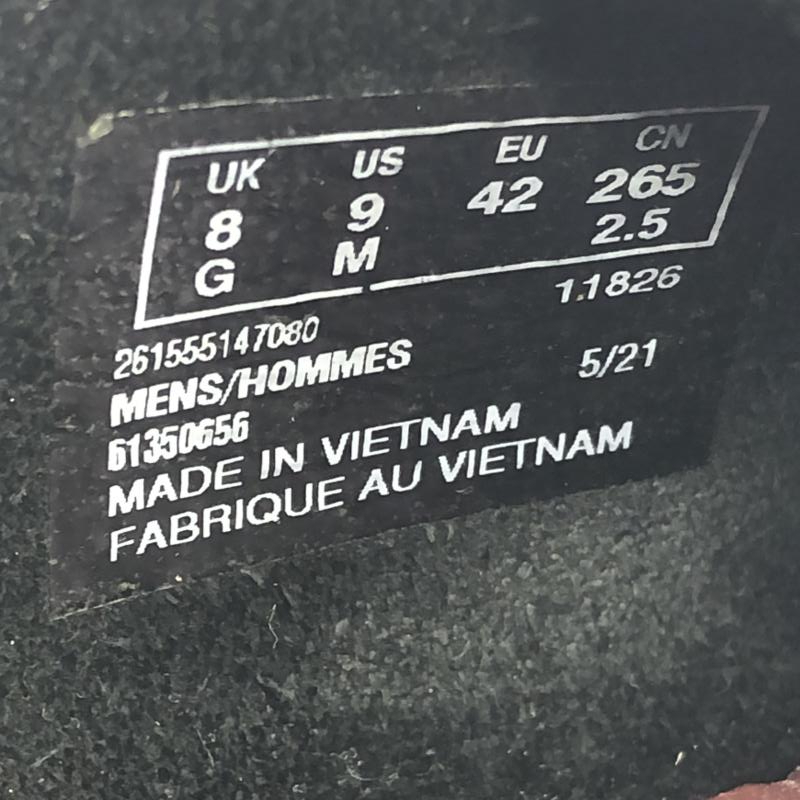 UK US EU CN
8 9 42 265
G M 2.5
1.1826
261555147080
MENS/HOMMES 5/21
61350656
MADE IN VIETNAM
FABRIQUE AU VIETNAM